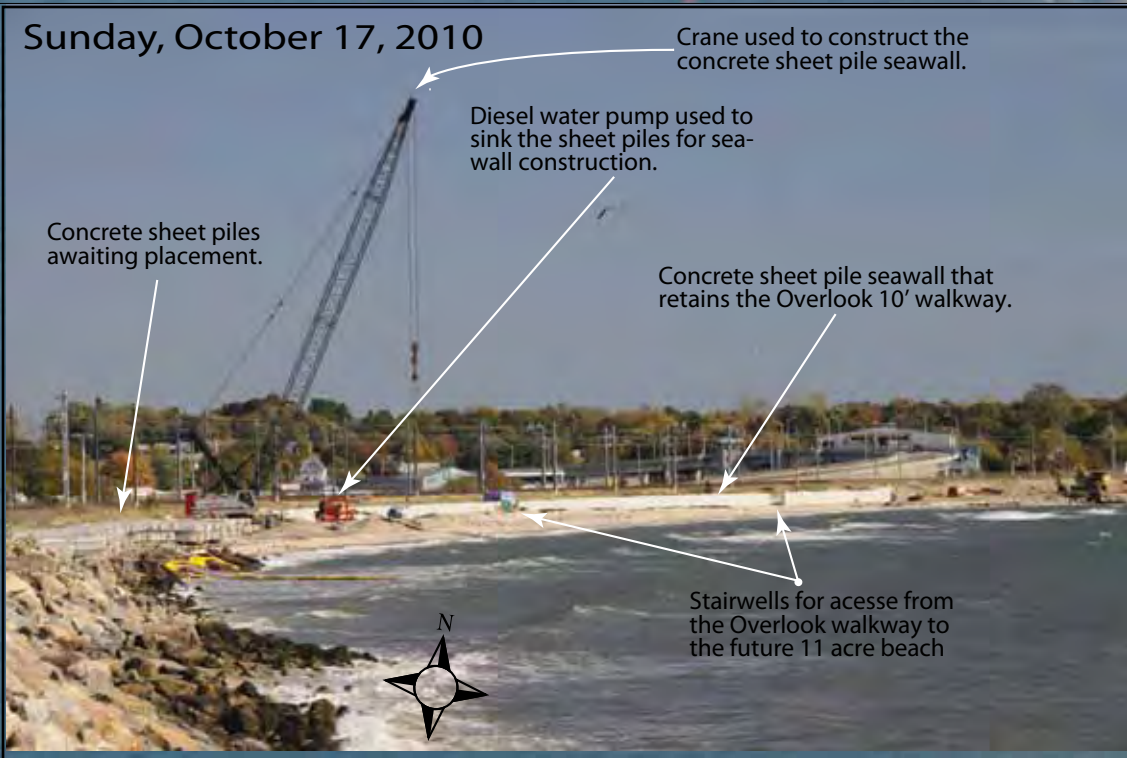 Sunday, October 17, 2010
Crane used to construct the
concrete sheet pile seawall.
Diesel water pump used to
sink the sheet piles for sea-
wall construction.
Concrete sheet piles
awaiting placement.
Concrete sheet pile seawall that
retains the Overlook 10' walkway.
Stairwells for acesse from
the Overlook walkway to
the future 11 acre beach
N